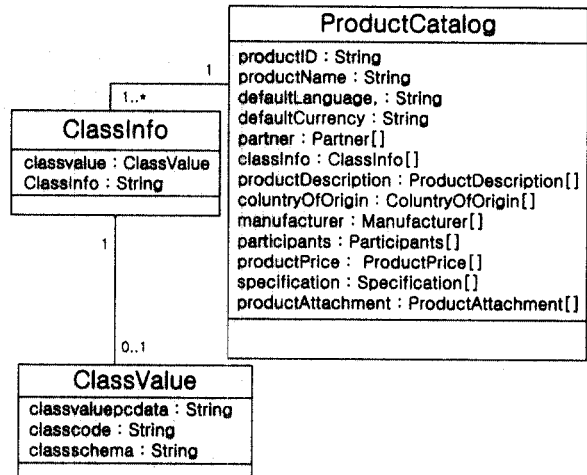 ProductCatalog
productID : String
productName : String
defaultLanguage, : String
defaultCurrency : String
partner : Partner[]
classInfo : ClassInfo[]
productDescription : ProductDescription[]
coluntryOfOrigin : ColuntryOfOrigin[]
manufacturer : Manufacturer[]
participants : Participants[]
productPrice : ProductPrice[]
specification : Specification[]
productAttachment : ProductAttachment[]
1
1..*
ClassInfo
classvalue : ClassValue
ClassInfo : String
1
0..1
ClassValue
classvaluepcdata : String
classcode : String
classschema : String